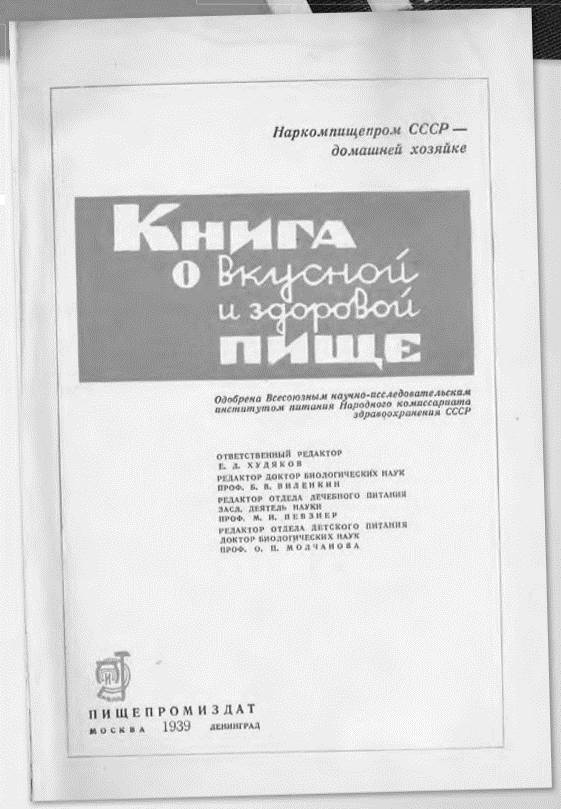 Наркомпищепром СССР —
домашней хозяйке
Книга
о вкусной
и здоровой
пище
Одобрена Всесоюзным научно-исследовательским
институтом питания Народного комиссариата
здравоохранения СССР
ОТВЕТСТВЕННЫЙ РЕДАКТОР
Е. Л. ХУДЯКОВ
РЕДАКТОР ДОКТОР БИОЛОГИЧЕСКИХ НАУК
ПРОФ. Б. В. ВИЛЕНКИН
РЕДАКТОР ОТДЕЛА ЛЕЧЕБНОГО ПИТАНИЯ
ЗАСЛ. ДЕЯТЕЛЬ НАУКИ
ПРОФ. М. И. ПЕВЗНЕР
РЕДАКТОР ОТДЕЛА ДЕТСКОГО ПИТАНИЯ
ДОКТОР БИОЛОГИЧЕСКИХ НАУК
ПРОФ. О. П. МОЛЧАНОВА
ПИЩЕПРОМИЗДАТ
МОСКВА 1939 ЛЕНИНГРАД